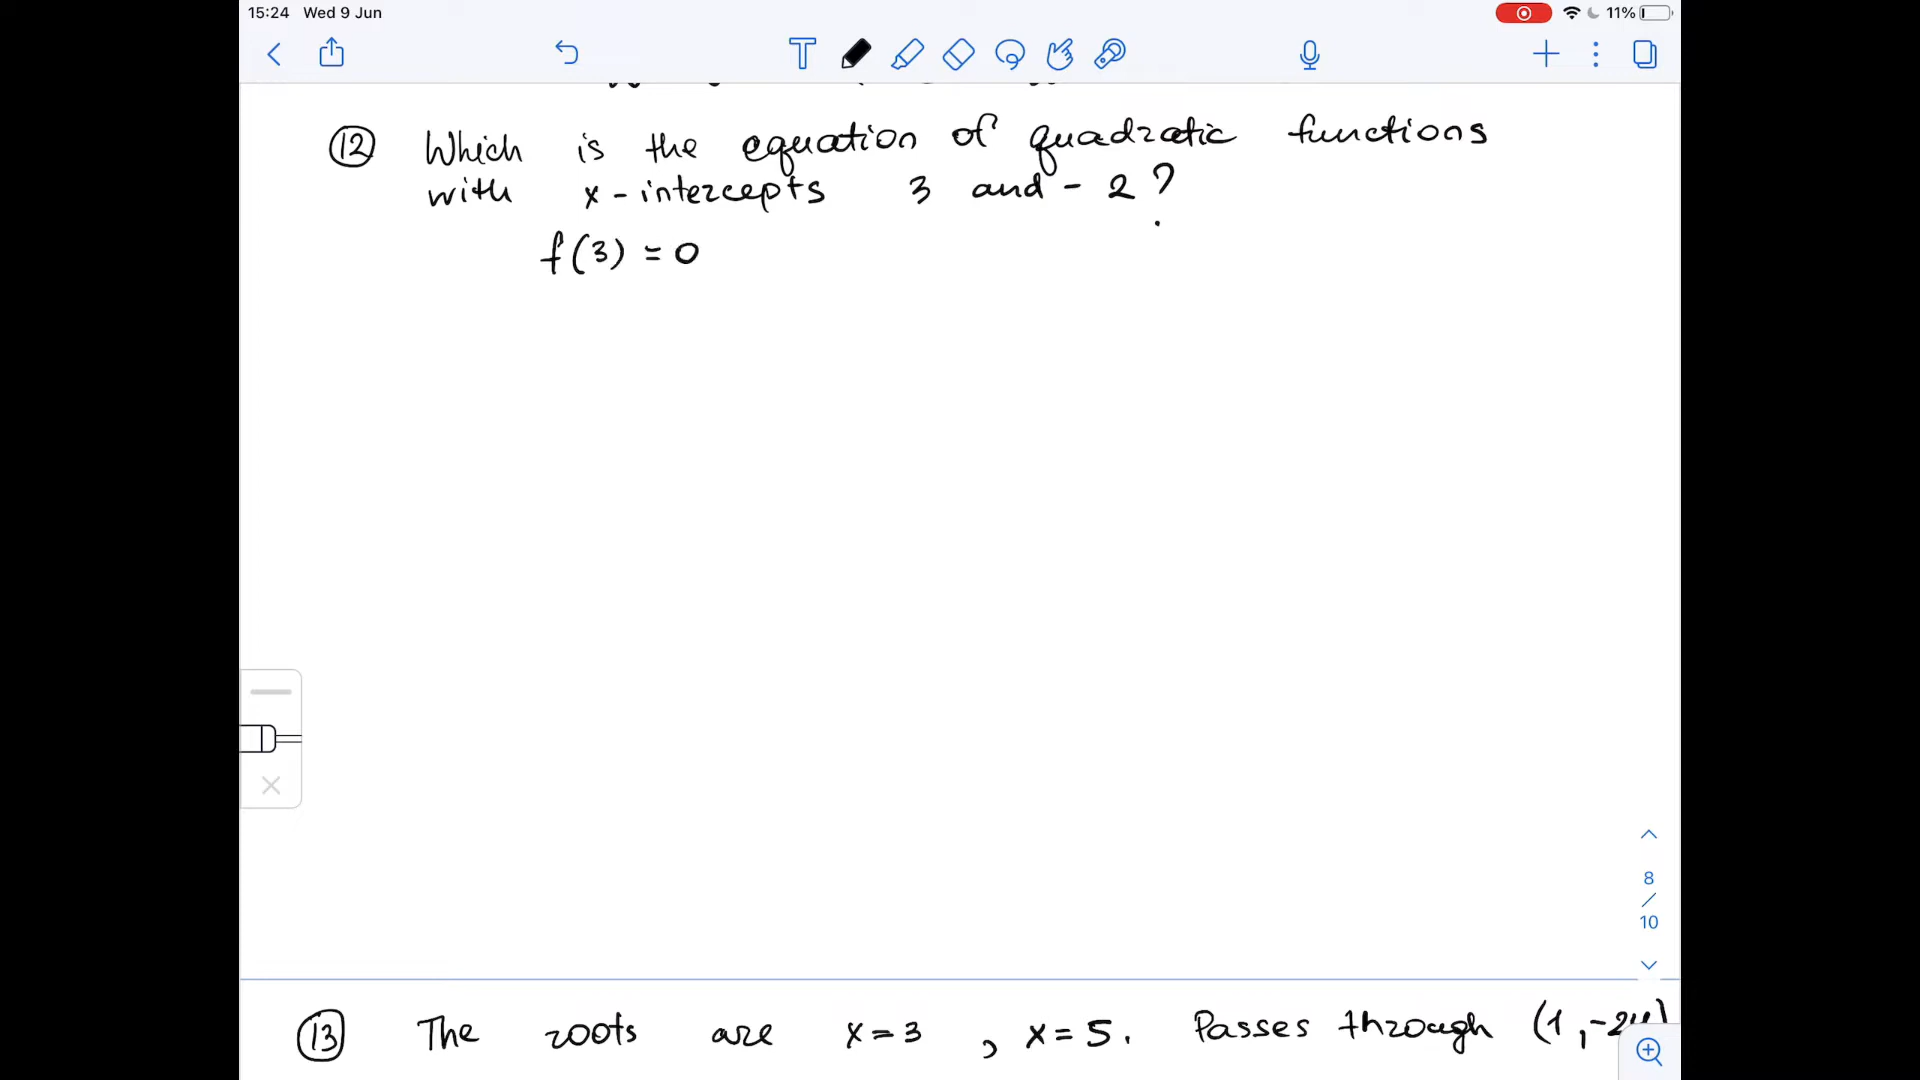 15:24 Wed 9 Jun
11%
T
12 Which is the equation of quadratic functions
with x-intercepts 3 and -2?
f(3) = 0
8
/
10
13 The roots are x=3 , x=5. Passes through (1,-24)